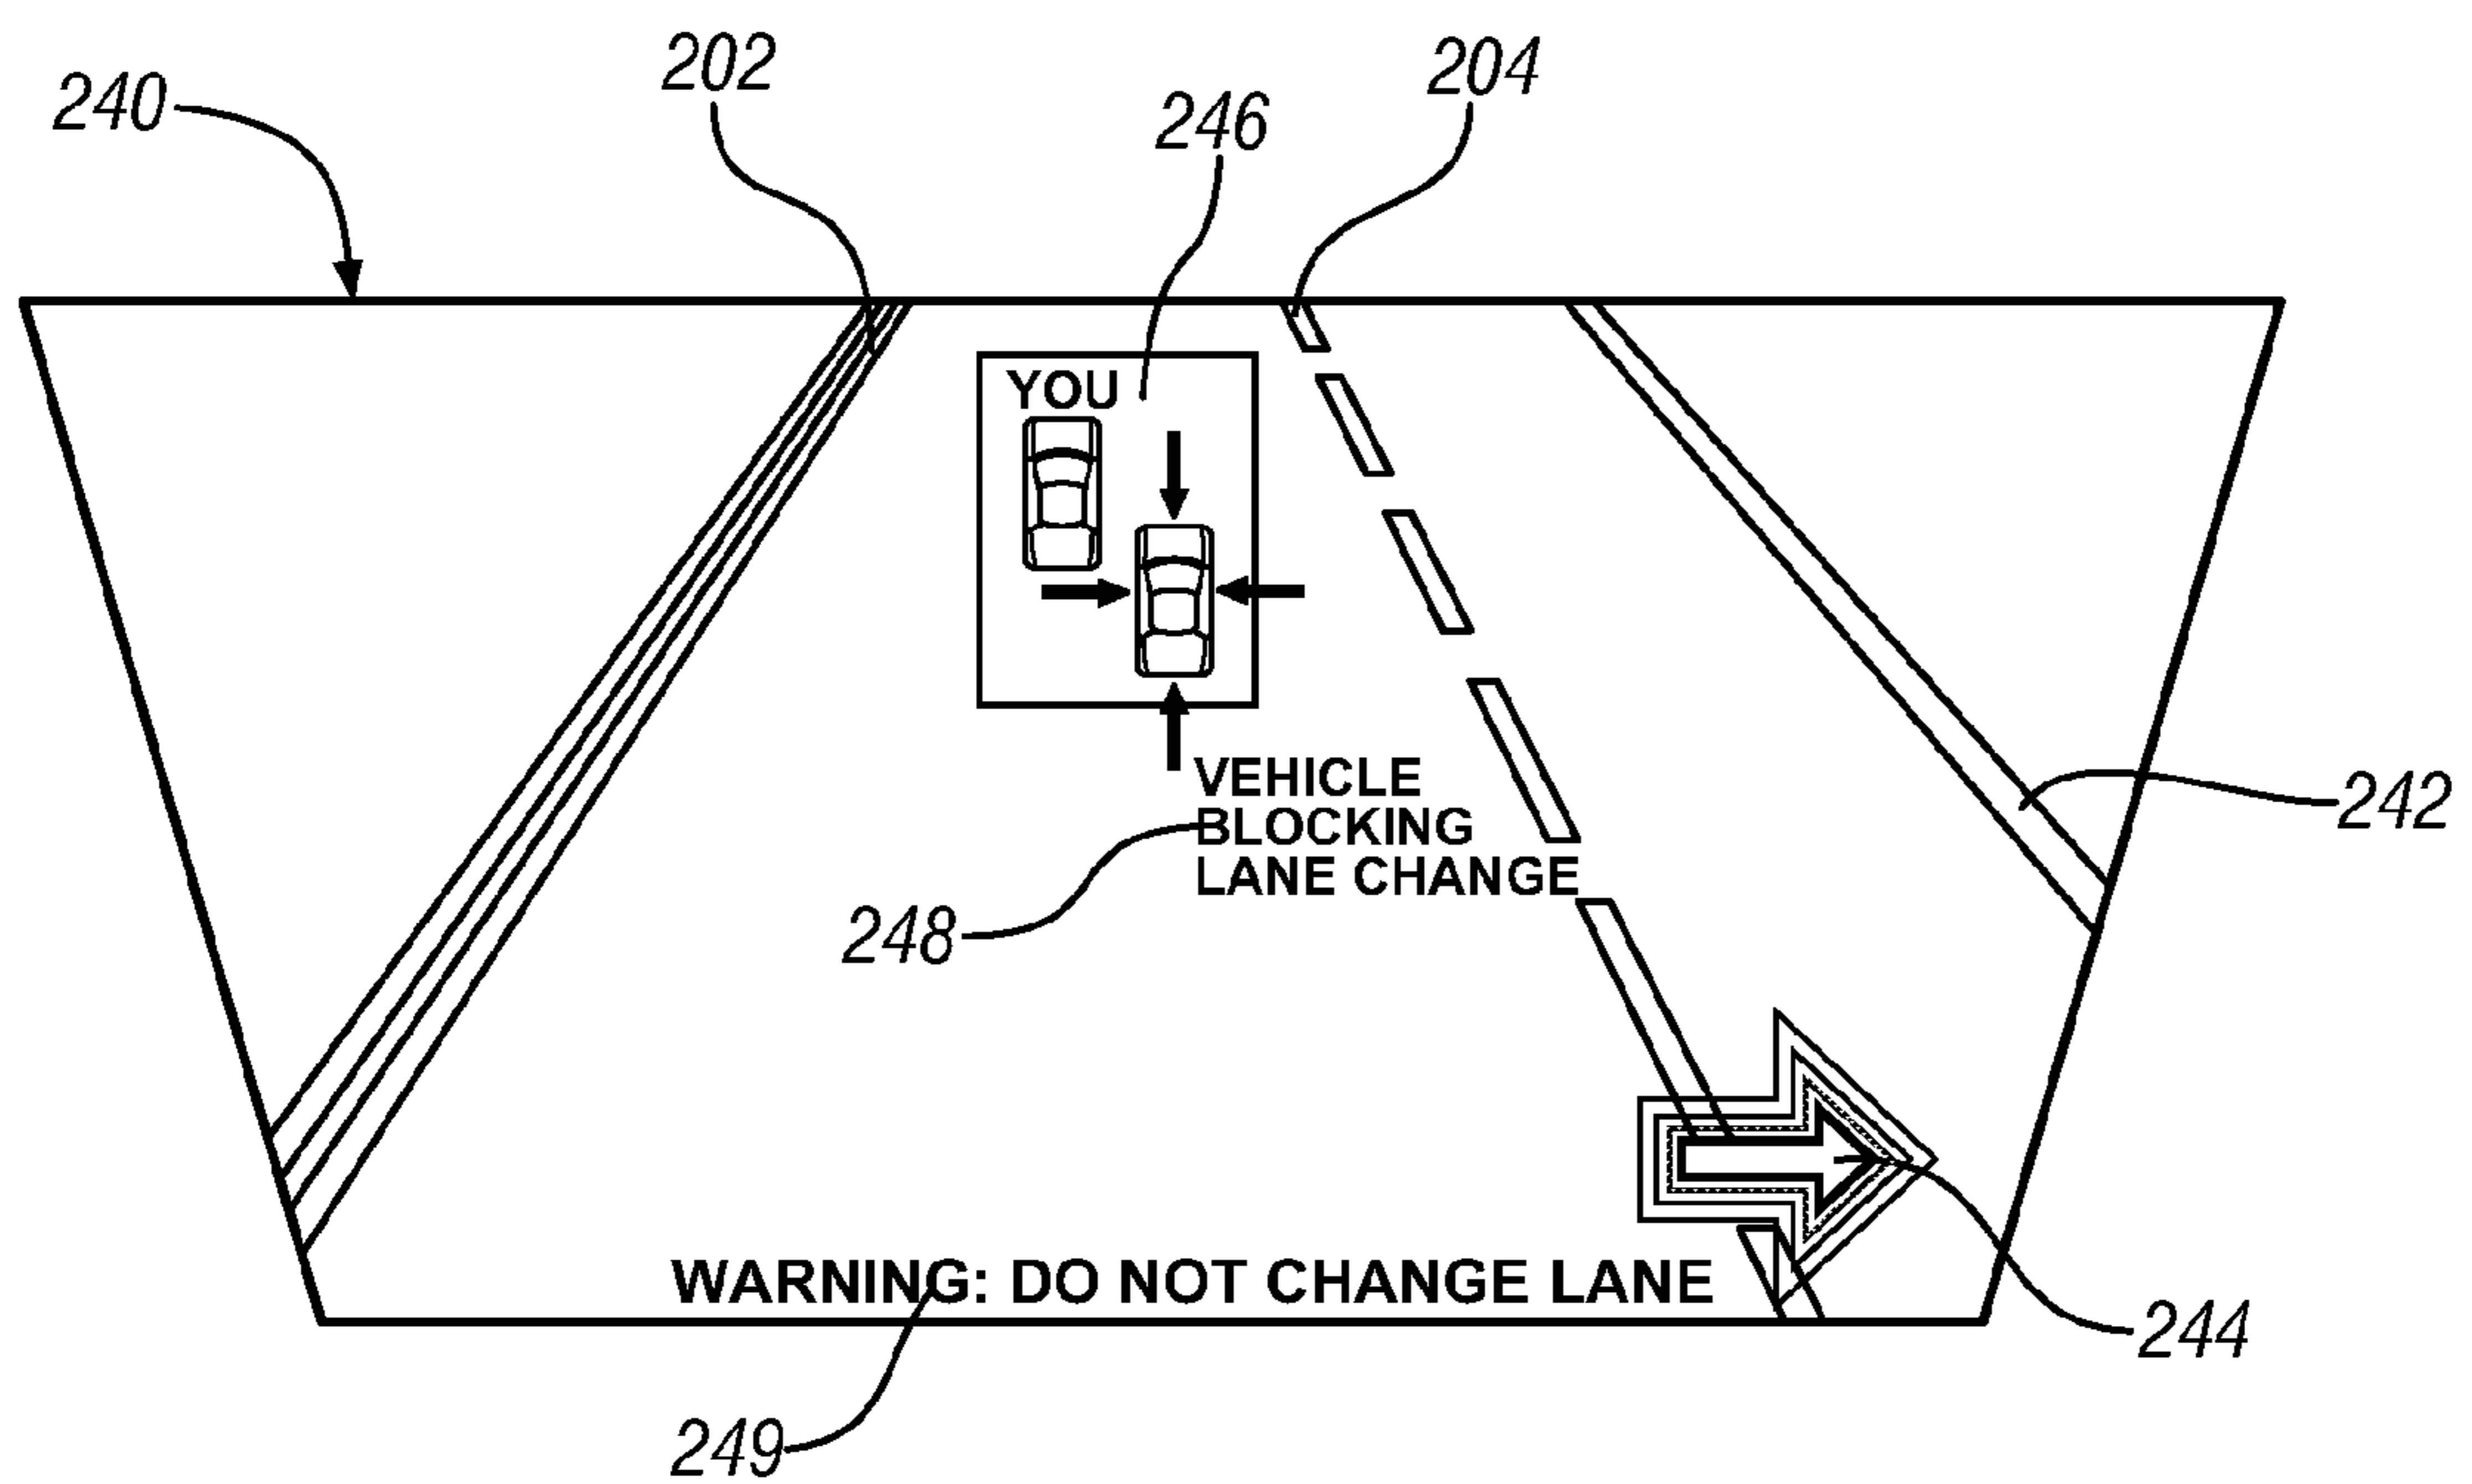 202
204
240
246
YOU
VEHICLE
BLOCKING
LANE CHANGE
242
248
WARNING: DO NOT CHANGE LANE
244
249